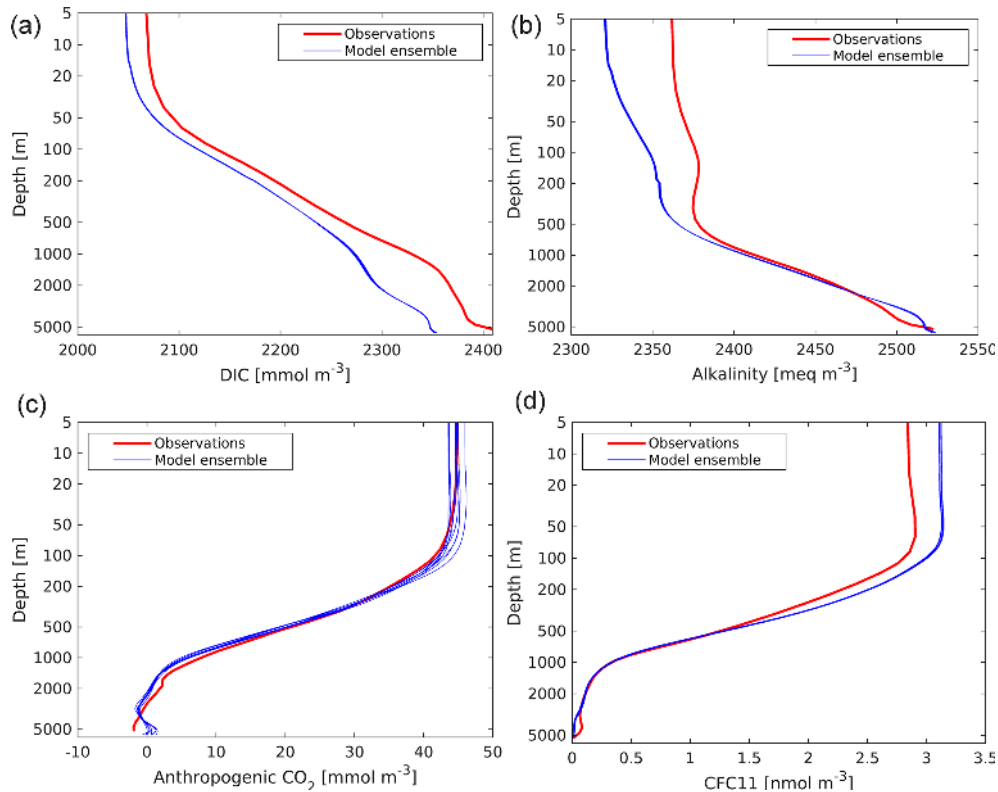 (a)
Observations
Model ensemble
5
10
20
50
100
200
500
1000
2000
5000
Depth [m]
2000 2100 2200 2300 2400
DIC [mmol m⁻³]
(b)
Observations
Model ensemble
5
10
20
50
100
200
500
1000
2000
5000
Depth [m]
2300 2350 2400 2450 2500 2550
Alkalinity [meq m⁻³]
(c)
Observations
Model ensemble
5
10
20
50
100
200
500
1000
2000
5000
Depth [m]
-10 0 10 20 30 40 50
Anthropogenic CO₂ [mmol m⁻³]
(d)
Observations
Model ensemble
5
10
20
50
100
200
500
1000
2000
5000
Depth [m]
0 0.5 1 1.5 2 2.5 3 3.5
CFC11 [nmol m⁻³]